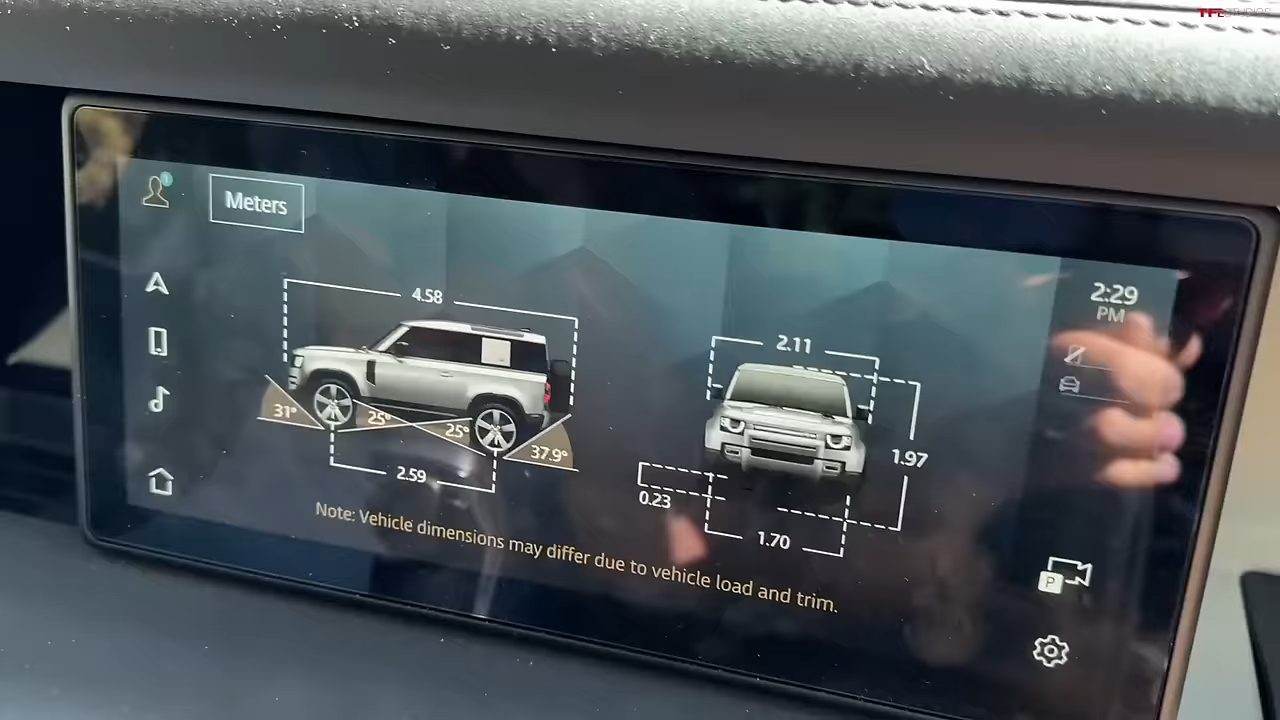 TFLSTUDIOS
Meters
2:29
PM
4.58
2.11
31°
25°
25°
37.9°
2.59
1.97
0.23
1.70
Note: Vehicle dimensions may differ due to vehicle load and trim.
P